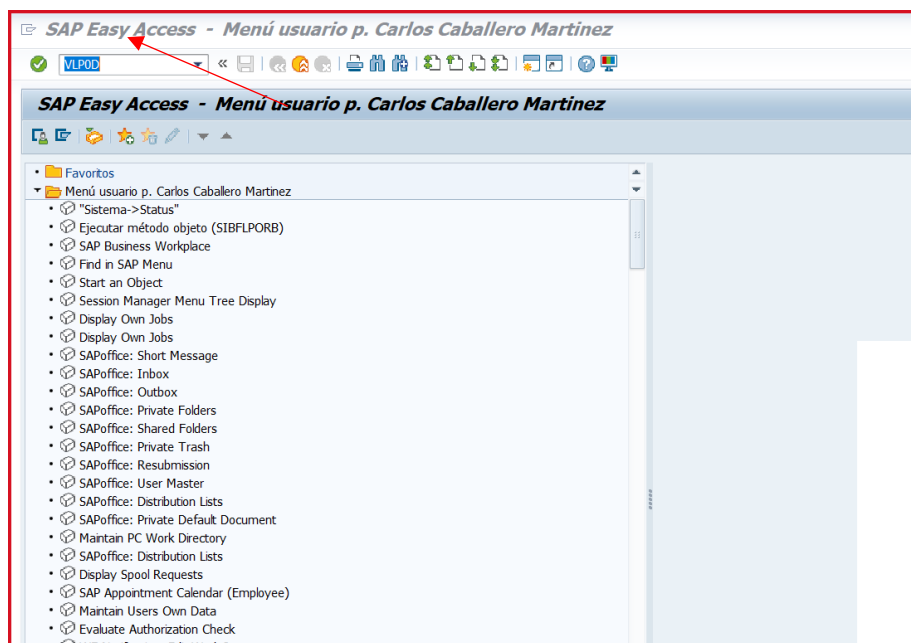 SAP Easy Access - Menú usuario p. Carlos Caballero Martinez
VLPOD
SAP Easy Access - Menú usuario p. Carlos Caballero Martinez
Favoritos
Menú usuario p. Carlos Caballero Martinez
"Sistema->Status"
Ejecutar método objeto (SIBFLPORB)
SAP Business Workplace
Find in SAP Menu
Start an Object
Session Manager Menu Tree Display
Display Own Jobs
Display Own Jobs
SAPoffice: Short Message
SAPoffice: Inbox
SAPoffice: Outbox
SAPoffice: Private Folders
SAPoffice: Shared Folders
SAPoffice: Private Trash
SAPoffice: Resubmission
SAPoffice: User Master
SAPoffice: Distribution Lists
SAPoffice: Private Default Document
Maintain PC Work Directory
SAPoffice: Distribution Lists
Display Spool Requests
SAP Appointment Calendar (Employee)
Maintain Users Own Data
Evaluate Authorization Check